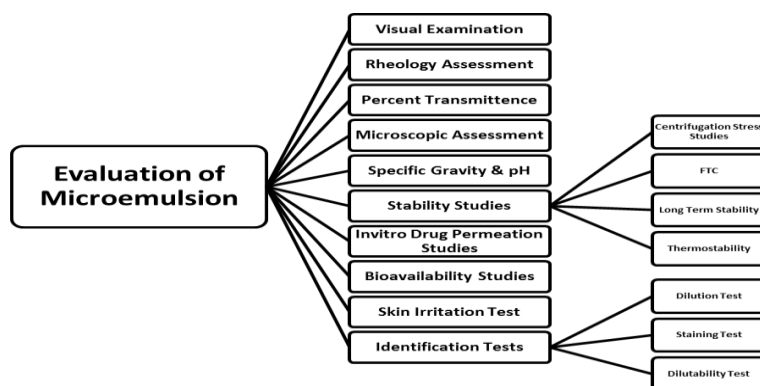 Evaluation of
Microemulsion
Visual Examination
Rheology Assessment
Percent Transmittence
Microscopic Assessment
Specific Gravity & pH
Stability Studies
Invitro Drug Permeation
Studies
Bioavailability Studies
Skin Irritation Test
Identification Tests
Centrifugation Stress
Studies
FTC
Long Term Stability
Thermostability
Dilution Test
Staining Test
Dilutability Test